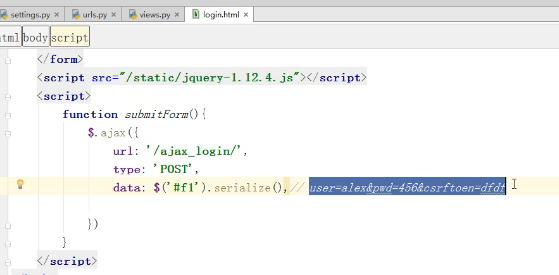 settings.py × urls.py × views.py × login.html ×
tml body script
</form>
<script src="/static/jquery-1.12.4.js"></script>
<script>
function submitForm(){
$.ajax({
url: '/ajax_login/',
type: 'POST',
data: $('#f1').serialize(),// user=alex&pwd=456&csrftoen=dfdf
})
}
</script>